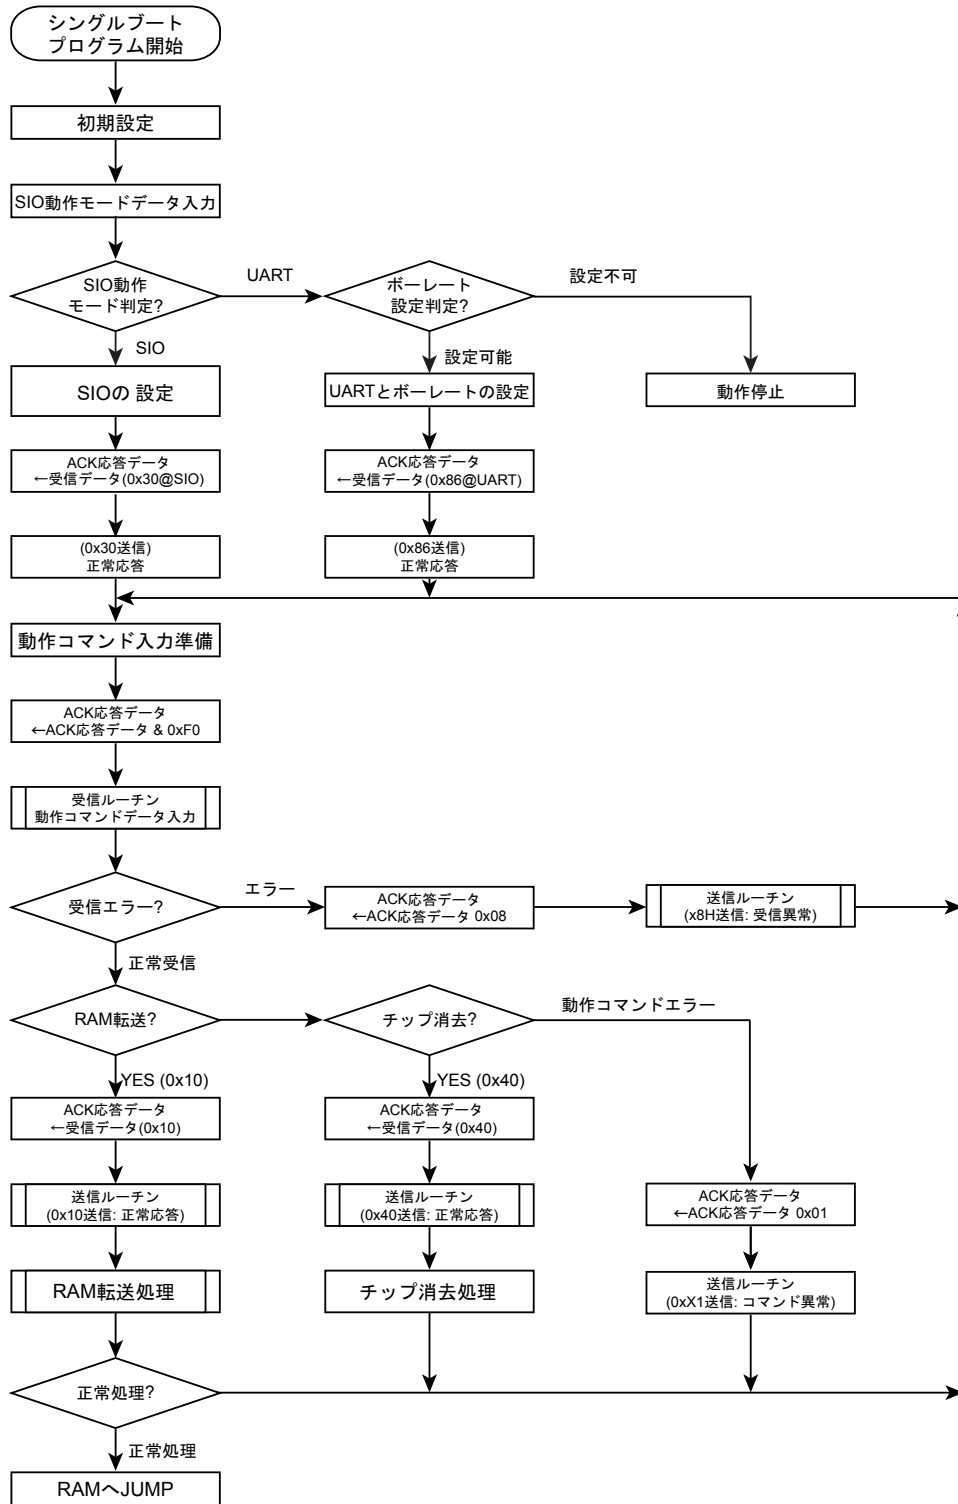 シングルブート
プログラム開始
初期設定
SIO動作モードデータ入力
SIO動作
モード判定?
UART
ボーレート
設定判定?
設定不可
SIO
設定可能
SIOの 設定
UARTとボーレートの設定
動作停止
ACK応答データ
←受信データ(0x30@SIO)
ACK応答データ
←受信データ(0x86@UART)
(0x30送信)
正常応答
(0x86送信)
正常応答
動作コマンド入力準備
ACK応答データ
←ACK応答データ & 0xF0
受信ルーチン
動作コマンドデータ入力
受信エラー?
エラー
ACK応答データ
←ACK応答データ 0x08
送信ルーチン
(x8H送信: 受信異常)
正常受信
RAM転送?
チップ消去?
動作コマンドエラー
YES (0x10)
YES (0x40)
ACK応答データ
←受信データ(0x10)
ACK応答データ
←受信データ(0x40)
送信ルーチン
(0x10送信: 正常応答)
送信ルーチン
(0x40送信: 正常応答)
ACK応答データ
←ACK応答データ 0x01
RAM転送処理
チップ消去処理
送信ルーチン
(0xX1送信: コマンド異常)
正常処理?
正常処理
RAMへJUMP